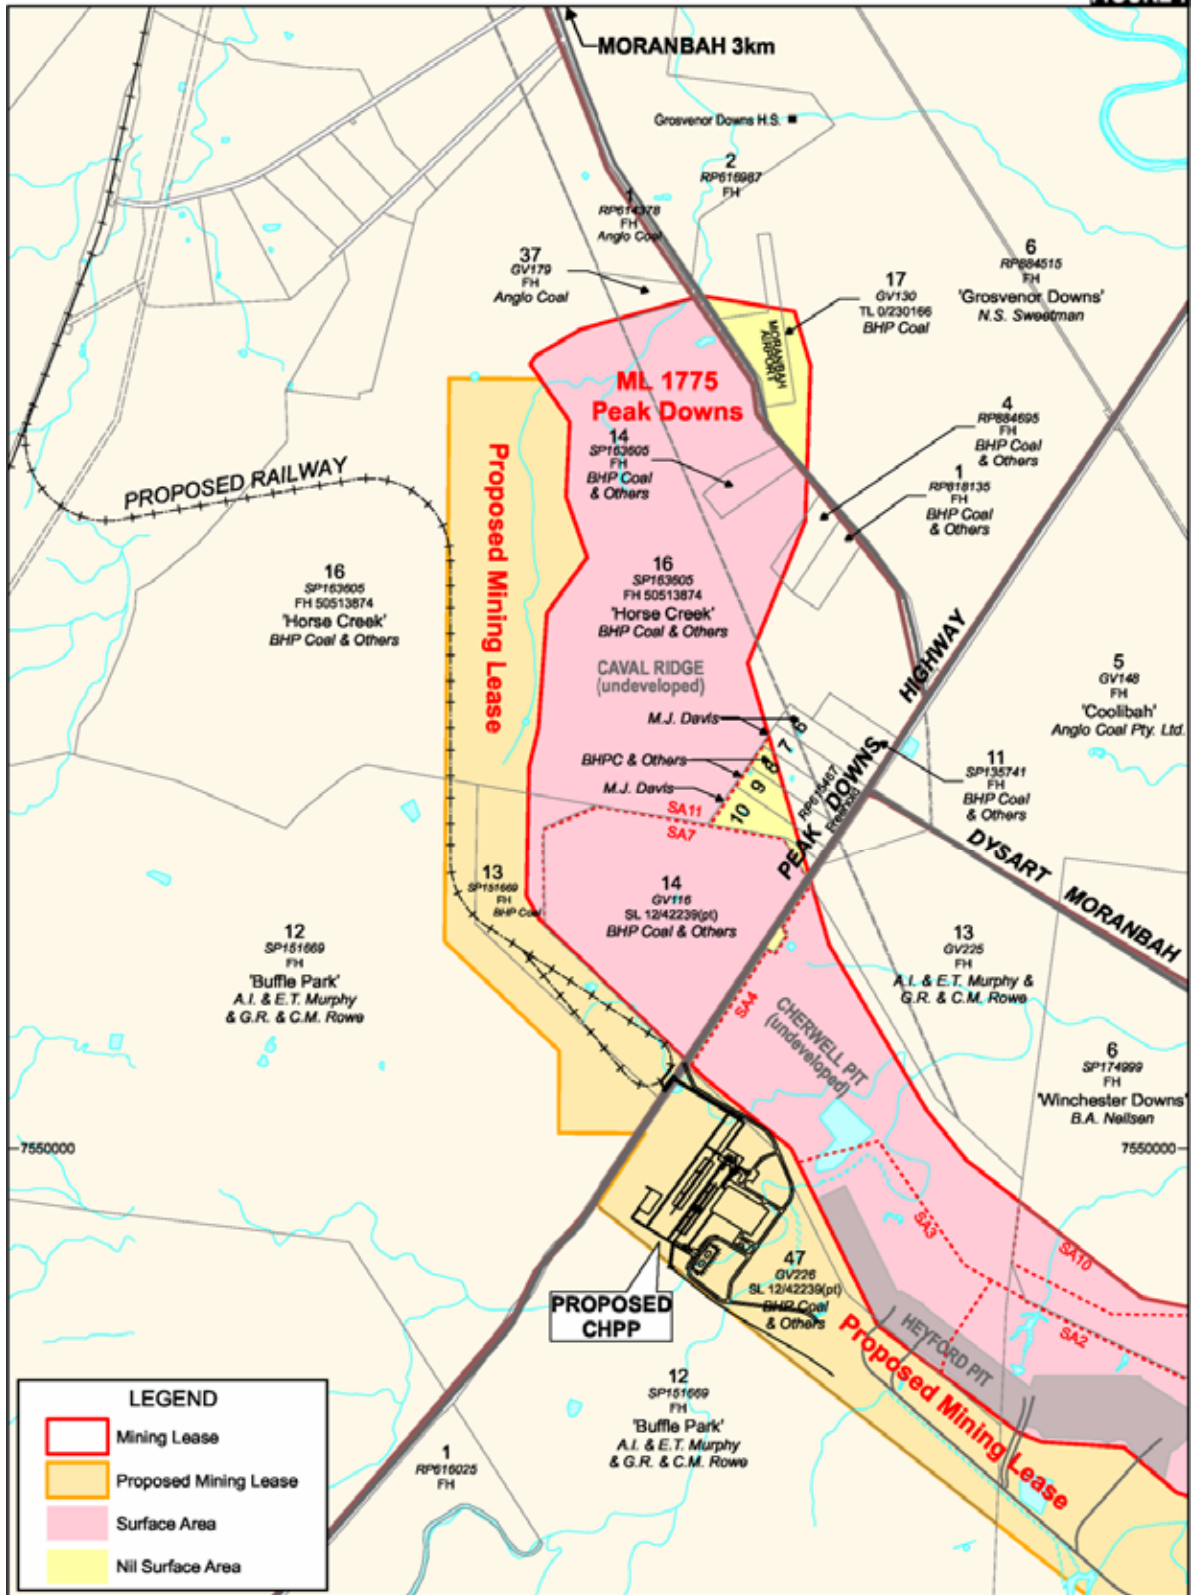 MORANBAH 3km
Grosvenor Downs H.S.
2
RP616987
FH
1
RP614378
FH
Anglo Coal
37
GV179
FH
Anglo Coal
17
GV130
TL 0/230166
BHP Coal
6
RP884515
FH
'Grosvenor Downs'
N.S. Sweetman
MORANBAH
AIRPORT
ML 1775
Peak Downs
14
SP163605
FH
BHP Coal
& Others
4
RP884695
FH
BHP Coal
& Others
1
RP818135
FH
BHP Coal
& Others
PROPOSED RAILWAY
Proposed Mining Lease
16
SP163605
FH 50513874
'Horse Creek'
BHP Coal & Others
16
SP163605
FH 50513874
'Horse Creek'
BHP Coal & Others
CAVAL RIDGE
(undeveloped)
PEAK DOWNS HIGHWAY
5
GV148
FH
'Coolibah'
Anglo Coal Pty. Ltd.
M.J. Davis
BHPC & Others
M.J. Davis
6
7
8
9
10
RP615467
Freehold
11
SP135741
FH
BHP Coal
& Others
SA11
SA7
DYSART MORANBAH
13
SP151669
FH
BHP Coal
14
GV116
SL 12/42239(pt)
BHP Coal & Others
12
SP151669
FH
'Buffle Park'
A.I. & E.T. Murphy
& G.R. & C.M. Rowe
13
GV225
FH
A.I. & E.T. Murphy &
G.R. & C.M. Rowe
SA4
CHERWELL PIT
(undeveloped)
6
SP174999
FH
'Winchester Downs'
B.A. Neilsen
7550000
7550000
SA3
SA10
SA2
47
GV226
SL 12/42239(pt)
BHP Coal
& Others
PROPOSED
CHPP
HEYFORD PIT
Proposed Mining Lease
12
SP151669
FH
'Buffle Park'
A.I. & E.T. Murphy
& G.R. & C.M. Rowe
1
RP616025
FH
LEGEND
Mining Lease
Proposed Mining Lease
Surface Area
Nil Surface Area